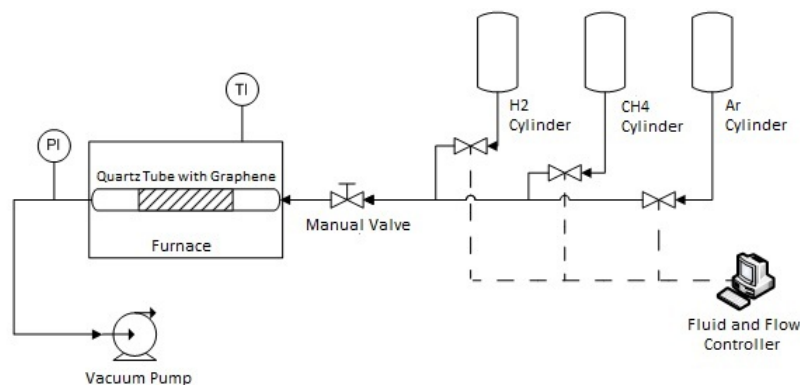 H2
Cylinder
CH4
Cylinder
Ar
Cylinder
TI
PI
Quartz Tube with Graphene
Furnace
Manual Valve
Fluid and Flow
Controller
Vacuum Pump